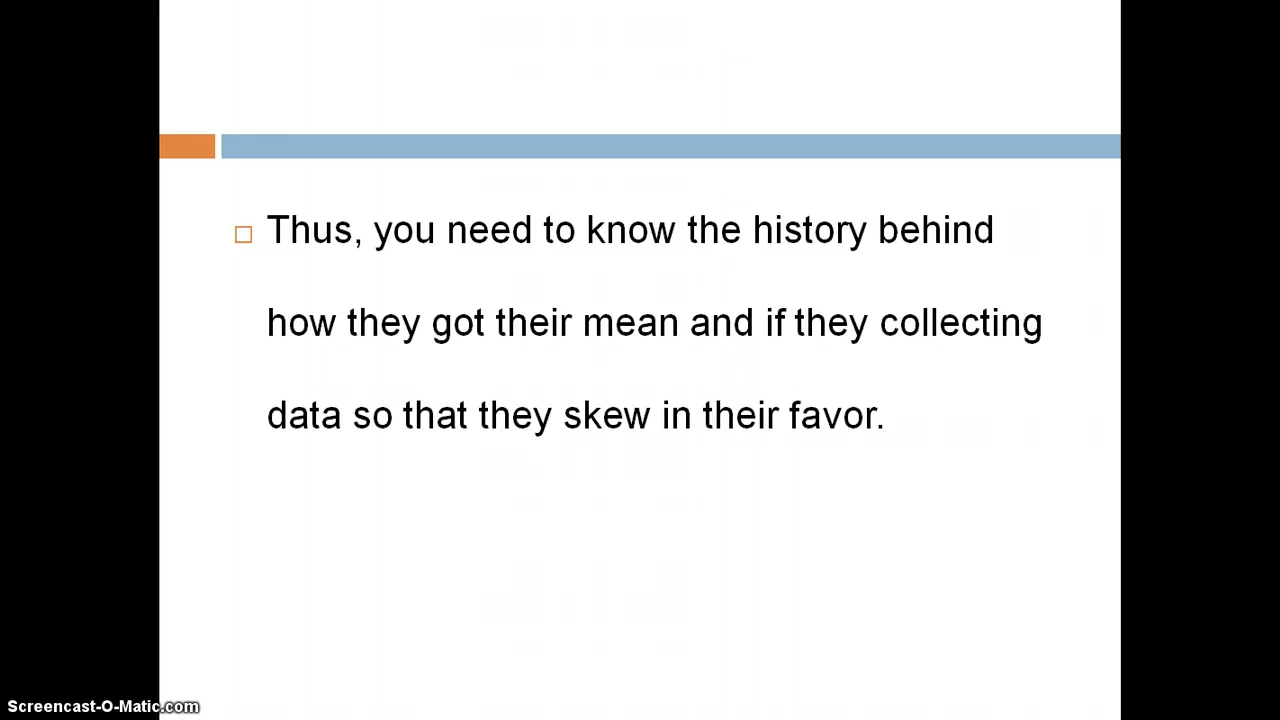 Thus, you need to know the history behind
how they got their mean and if they collecting
data so that they skew in their favor.
Screencast-O-Matic.com